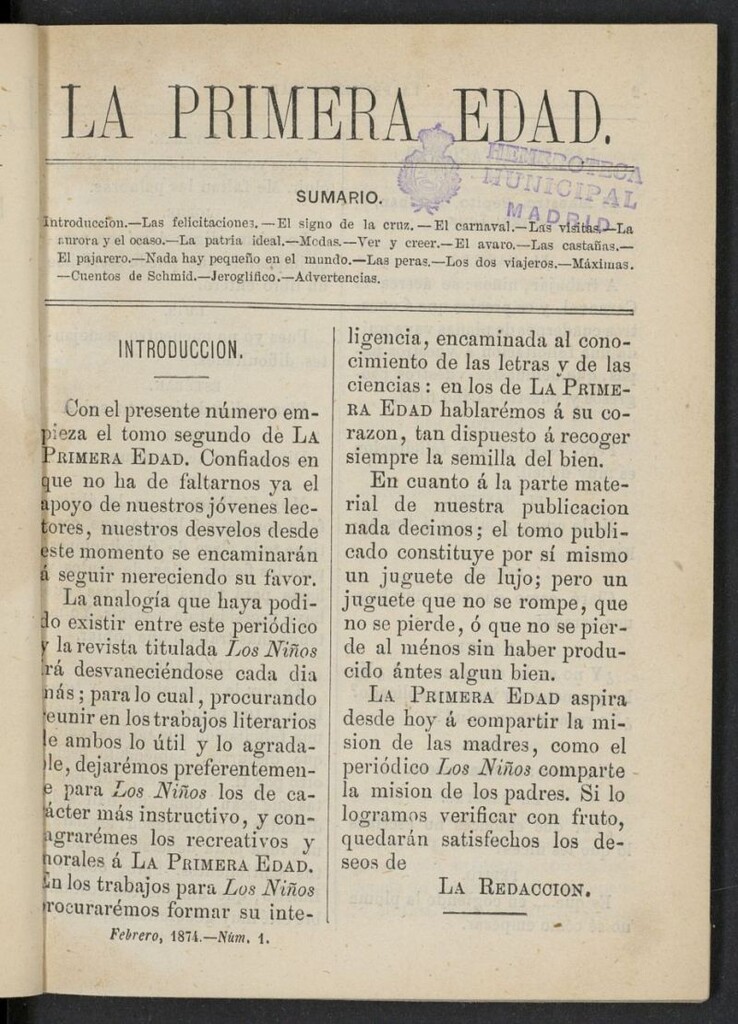 LA PRIMERA EDAD.
HEMEROTECA
MUNICIPAL
MADRID
SUMARIO.
Introduccion.—Las felicitaciones.—El signo de la cruz.—El carnaval.—Las visitas.—La
aurora y el ocaso.—La patria ideal.—Modas.—Ver y creer.—El avaro.—Las castañas.—
El pajarero.—Nada hay pequeño en el mundo.—Las peras.—Los dos viajeros.—Máximas.
—Cuentos de Schmid.—Jeroglífico.—Advertencias.
INTRODUCCION.
Con el presente número em-
pieza el tomo segundo de LA
PRIMERA EDAD. Confiados en
que no ha de faltarnos ya el
apoyo de nuestros jóvenes lec-
tores, nuestros desvelos desde
este momento se encaminarán
á seguir mereciendo su favor.
La analogía que haya podi-
do existir entre este periódico
y la revista titulada Los Niños
irá desvaneciéndose cada dia
más; para lo cual, procurando
reunir en los trabajos literarios
de ambos lo útil y lo agrada-
ble, dejarémos preferentemen-
e para Los Niños los de ca-
rácter más instructivo, y con-
agrarémes los recreativos y
morales á LA PRIMERA EDAD.
En los trabajos para Los Niños
procurarémos formar su inte-
Febrero, 1874.—Núm. 1.
ligencia, encaminada al cono-
cimiento de las letras y de las
ciencias: en los de LA PRIME-
RA EDAD hablarémos á su co-
razon, tan dispuesto á recoger
siempre la semilla del bien.
En cuanto á la parte mate-
rial de nuestra publicacion
nada decimos; el tomo publi-
cado constituye por sí mismo
un juguete de lujo; pero un
juguete que no se rompe, que
no se pierde, ó que no se pier-
de al ménos sin haber produ-
cido ántes algun bien.
LA PRIMERA EDAD aspira
desde hoy á compartir la mi-
sion de las madres, como el
periódico Los Niños comparte
la mision de los padres. Si lo
logramos verificar con fruto,
quedarán satisfechos los de-
seos de
LA REDACCION.